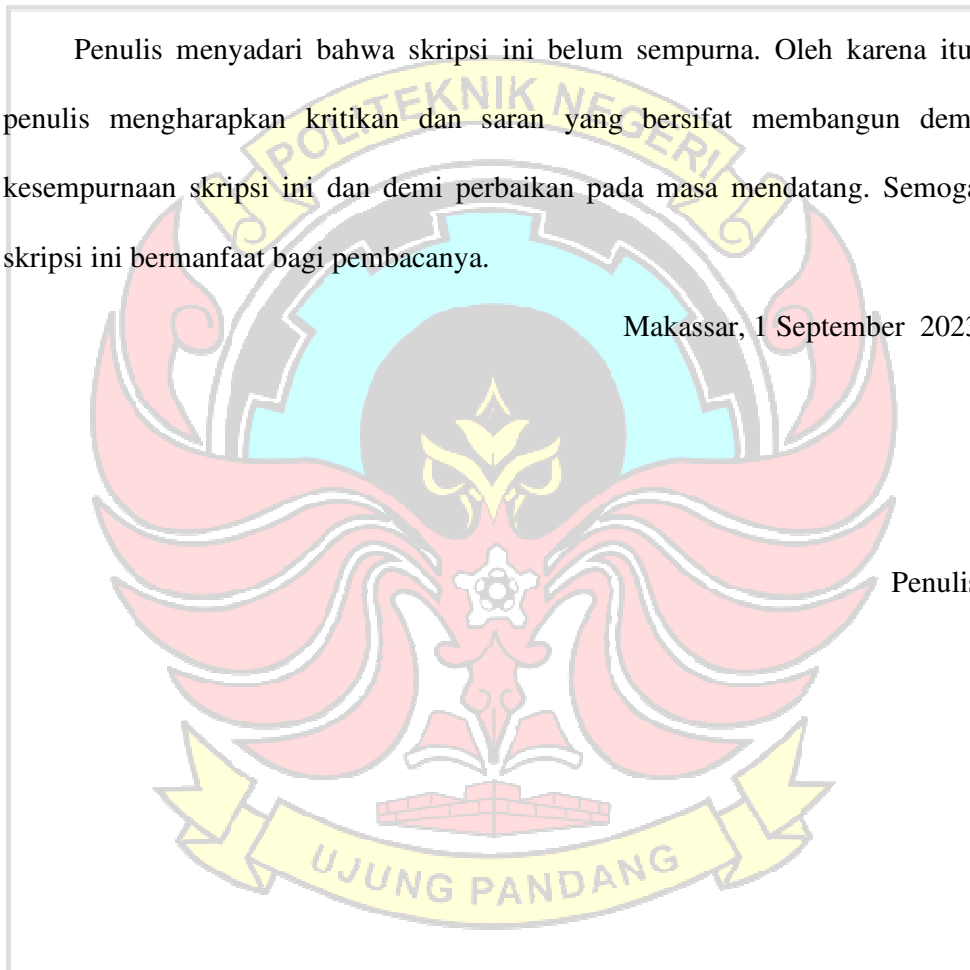 Penulis menyadari bahwa skripsi ini belum sempurna. Oleh karena itu
penulis mengharapkan kritikan dan saran yang bersifat membangun dem
kesempurnaan skripsi ini dan demi perbaikan pada masa mendatang. Semoga
skripsi ini bermanfaat bagi pembacanya.
Makassar, 1 September 2023
Penulis
POLITEKNIK NEGERI
UJUNG PANDANG